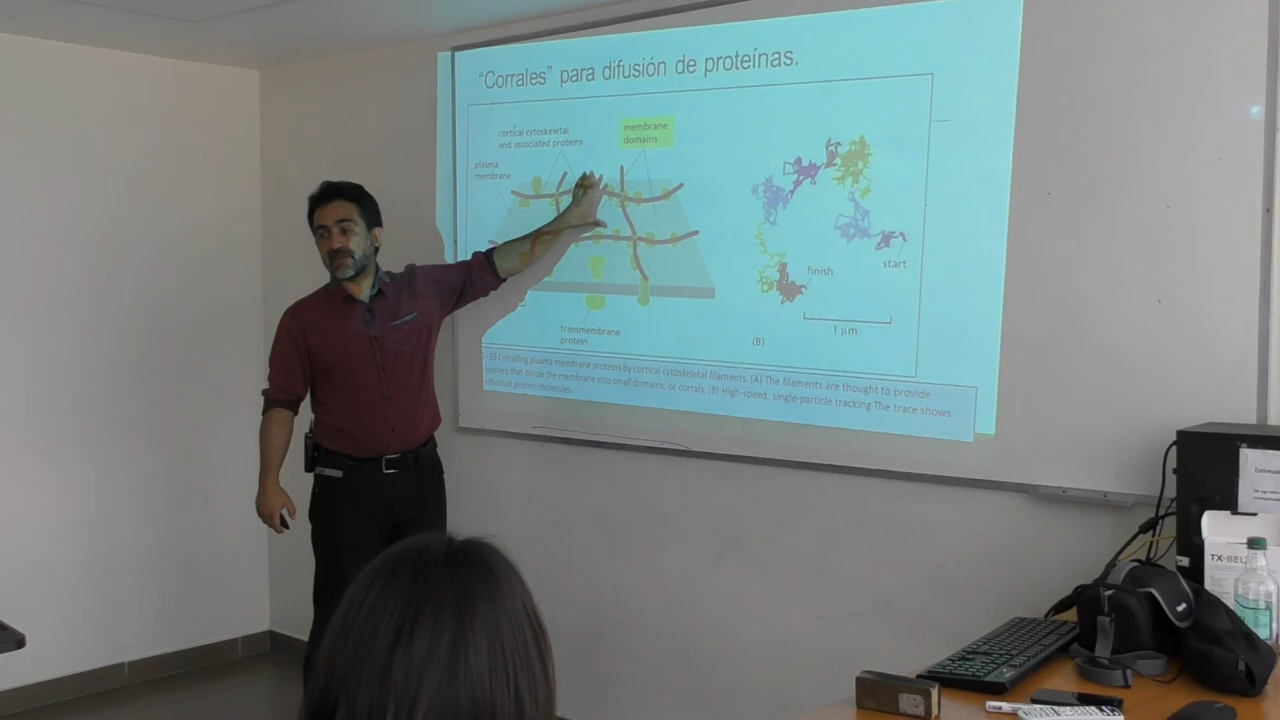 "Corrales" para difusión de proteínas.
cortical cytoskeletal
and associated proteins
membrane
domains
plasma
membrane
start
finish
1 µm
transmembrane
protein
(B)
-39 Corralling plasma membrane proteins by cortical cytoskeletal filaments. (A) The filaments are thought to provide
barriers that divide the membrane into small domains, or corrals. (B) High-speed, single-particle tracking The trace shows
individual protein molecules.
TX-BEL